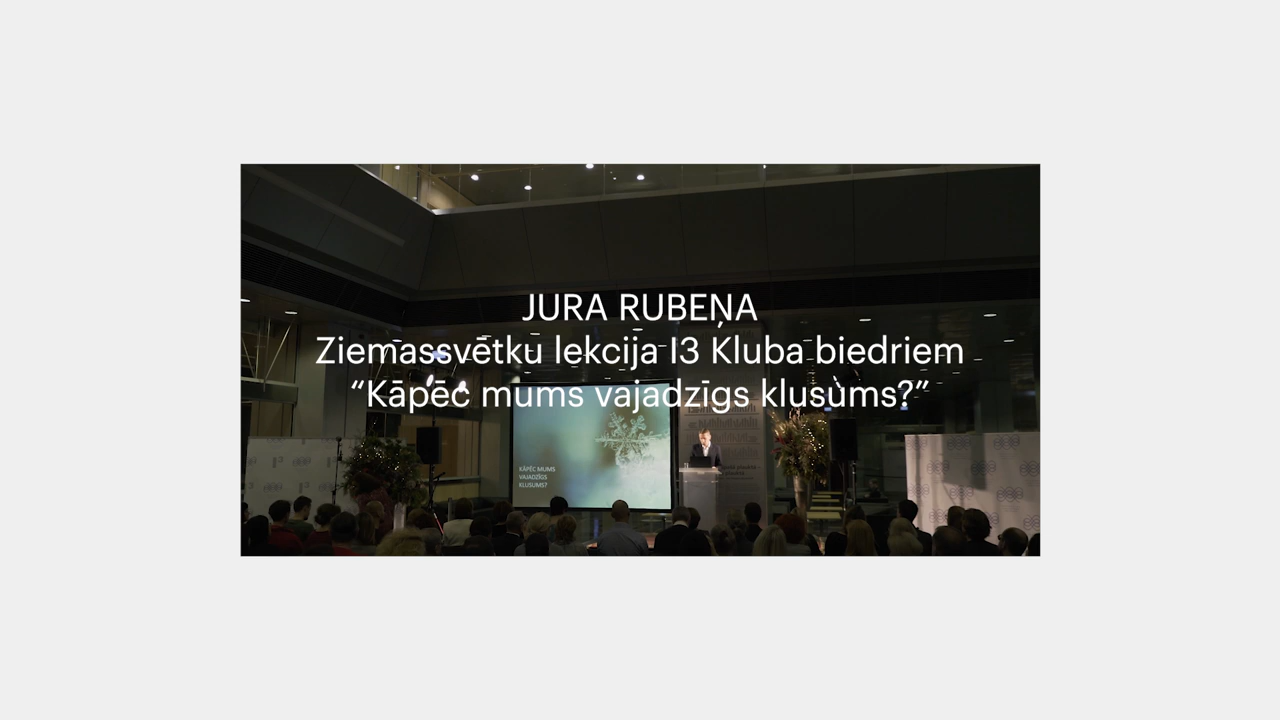 JURA RUBEŅA
Ziemassvētku lekcija I3 Kluba biedriem
“Kāpēc mums vajadzīgs klusums?”
KĀPĒC MUMS
VAJADZĪGS
KLUSUMS?